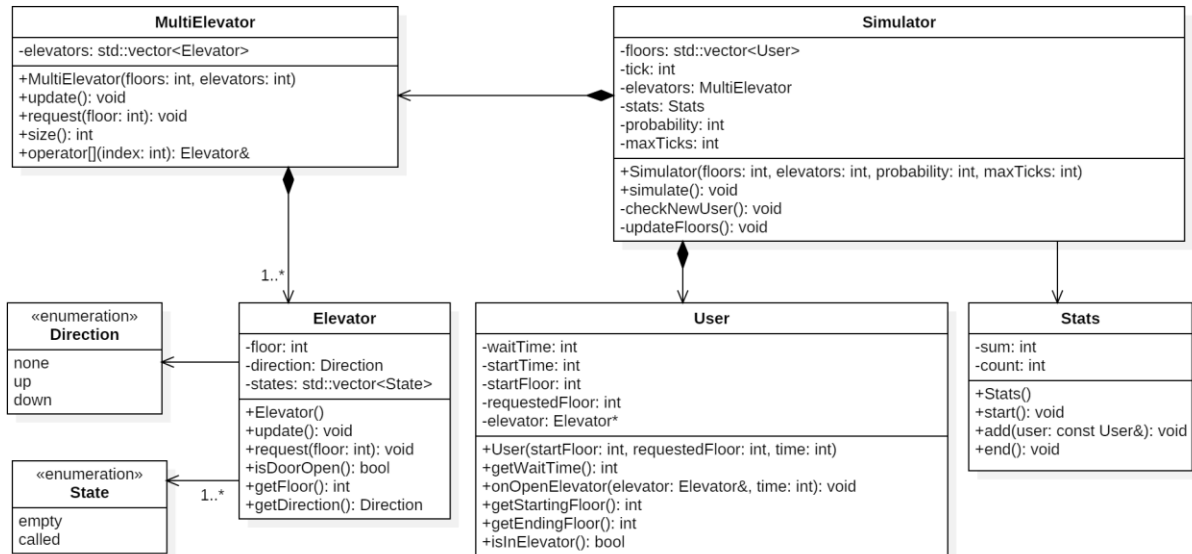 MultiElevator
-elevators: std::vector<Elevator>
+MultiElevator(floors: int, elevators: int)
+update(): void
+request(floor: int): void
+size(): int
+operator[](index: int): Elevator&
Simulator
-floors: std::vector<User>
-tick: int
-elevators: MultiElevator
-stats: Stats
-probability: int
-maxTicks: int
+Simulator(floors: int, elevators: int, probability: int, maxTicks: int)
+simulate(): void
-checkNewUser(): void
-updateFloors(): void
1..*
«enumeration»
Direction
none
up
down
«enumeration»
State
empty
called
1..*
Elevator
-floor: int
-direction: Direction
-states: std::vector<State>
+Elevator()
+update(): void
+request(floor: int): void
+isDoorOpen(): bool
+getFloor(): int
+getDirection(): Direction
User
-waitTime: int
-startTime: int
-startFloor: int
-requestedFloor: int
-elevator: Elevator*
+User(startFloor: int, requestedFloor: int, time: int)
+getWaitTime(): int
+onOpenElevator(elevator: Elevator&, time: int): void
+getStartingFloor(): int
+getEndingFloor(): int
+isInElevator(): bool
Stats
-sum: int
-count: int
+Stats()
+start(): void
+add(user: const User&): void
+end(): void